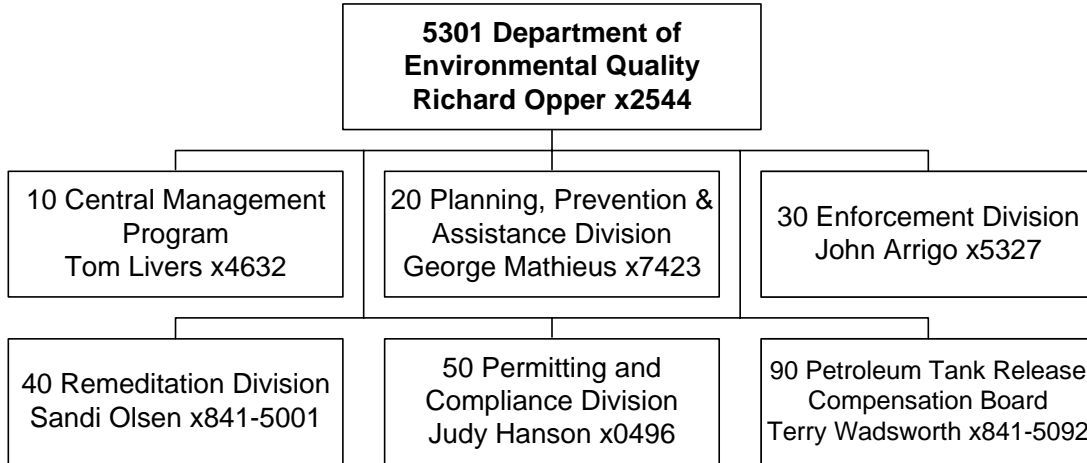 5301 Department of
Environmental Quality
Richard Opper x2544
10 Central Management
Program
Tom Livers x4632
20 Planning, Prevention &
Assistance Division
George Mathieus x7423
30 Enforcement Division
John Arrigo x5327
40 Remeditation Division
Sandi Olsen x841-5001
50 Permitting and
Compliance Division
Judy Hanson x0496
90 Petroleum Tank Release
Compensation Board
Terry Wadsworth x841-5092